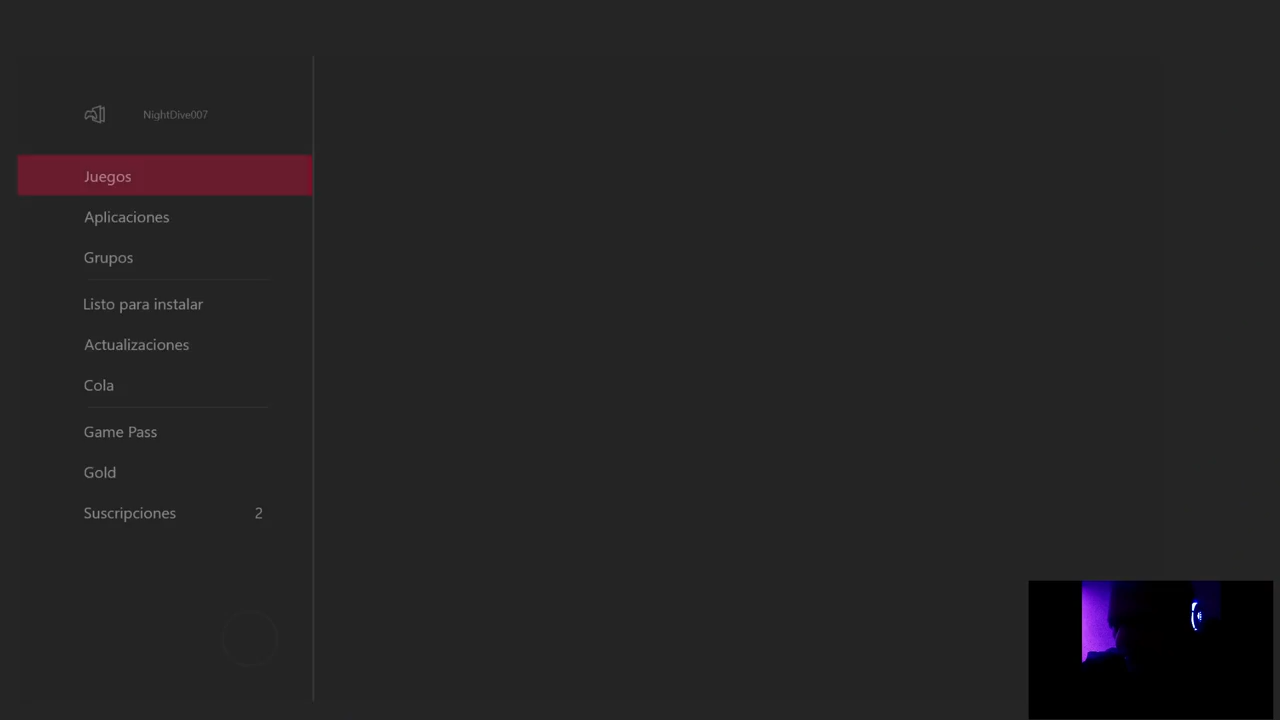 NightDive007
Juegos
Aplicaciones
Grupos
Listo para instalar
Actualizaciones
Cola
Game Pass
Gold
Suscripciones 2